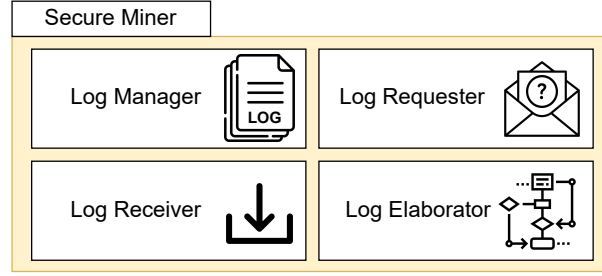 Secure Miner
Log Manager
LOG
Log Requester
?
Log Receiver
Log Elaborator